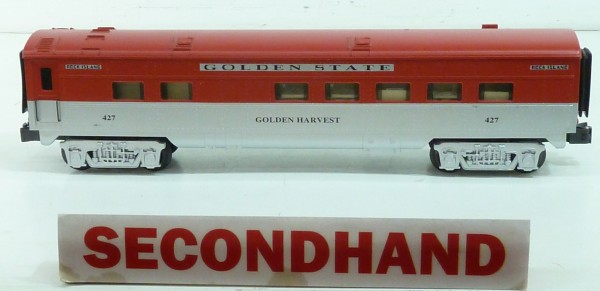 GOLDEN STATE
ROCK ISLAND
ROCK ISLAND
427
GOLDEN HARVEST
427
SECONDHAND